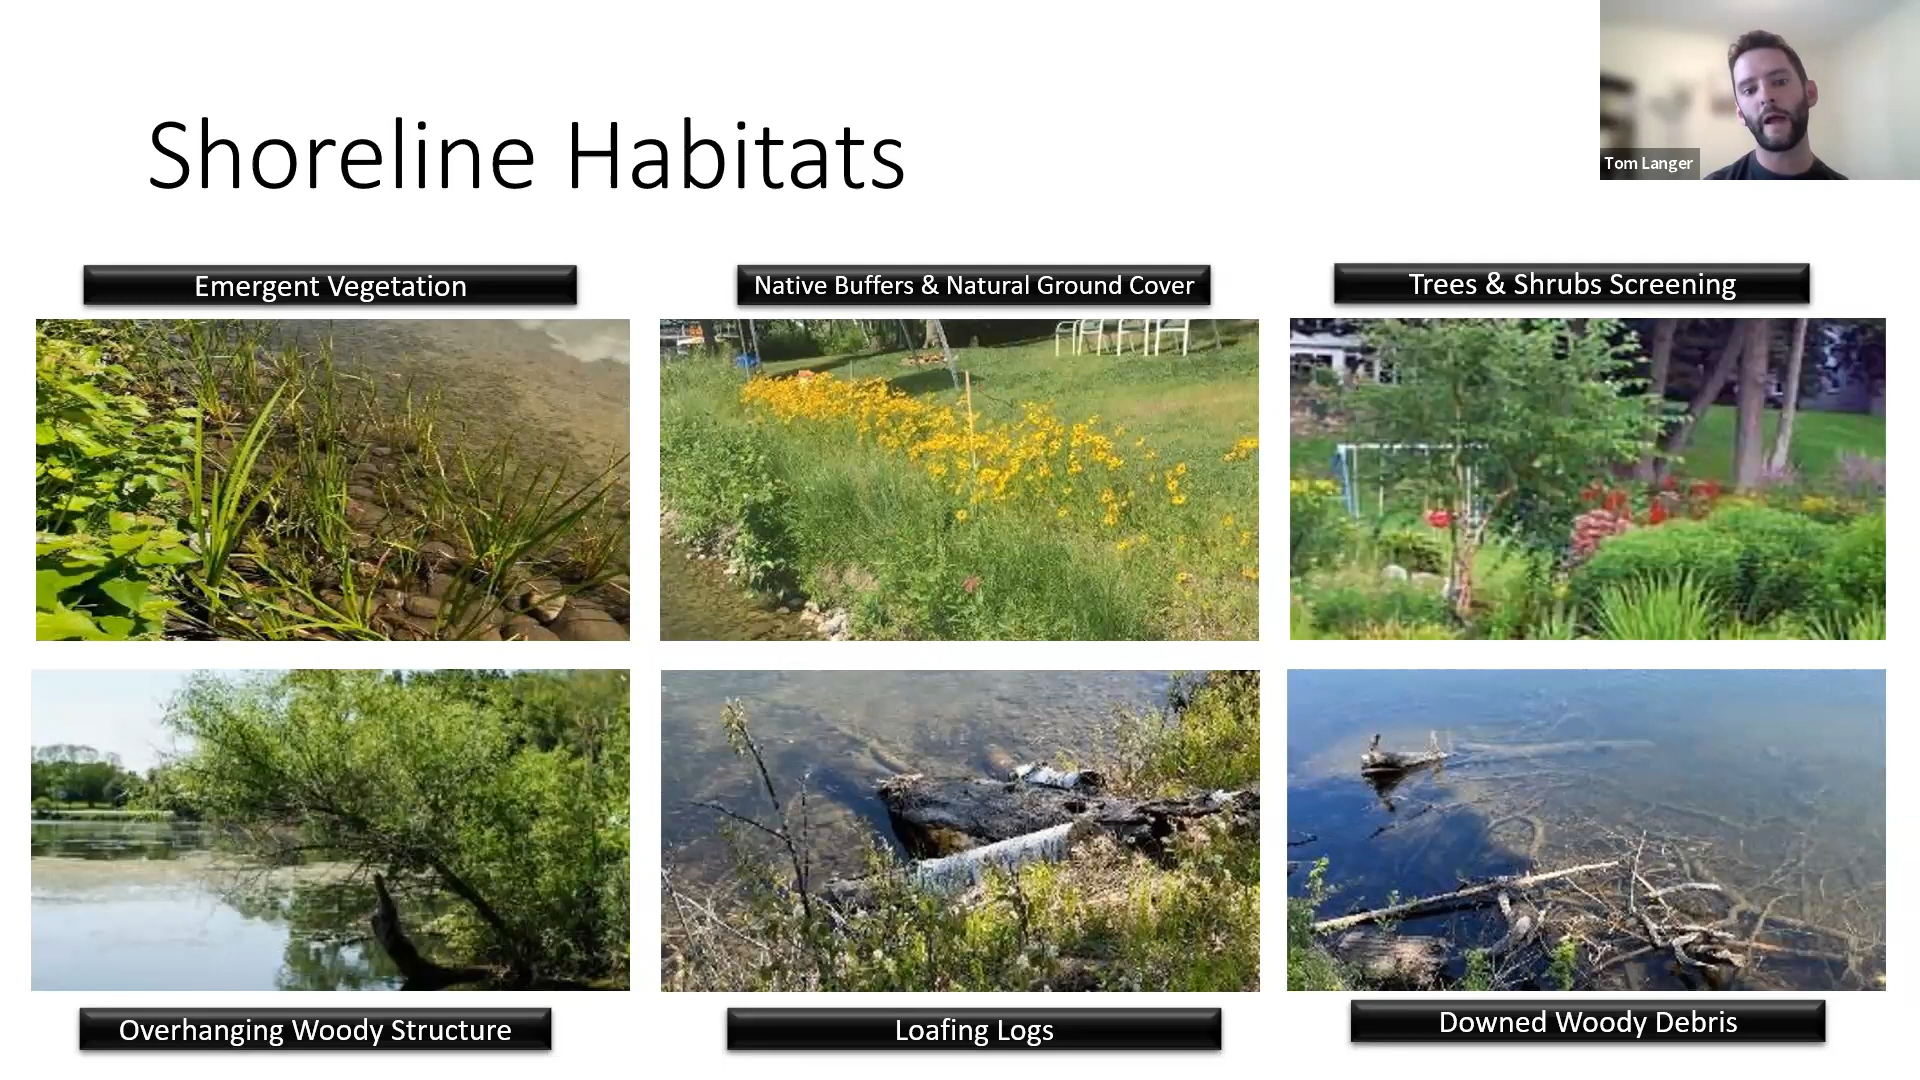 Shoreline Habitats
Tom Langer
Emergent Vegetation
Native Buffers & Natural Ground Cover
Trees & Shrubs Screening
Overhanging Woody Structure
Loafing Logs
Downed Woody Debris